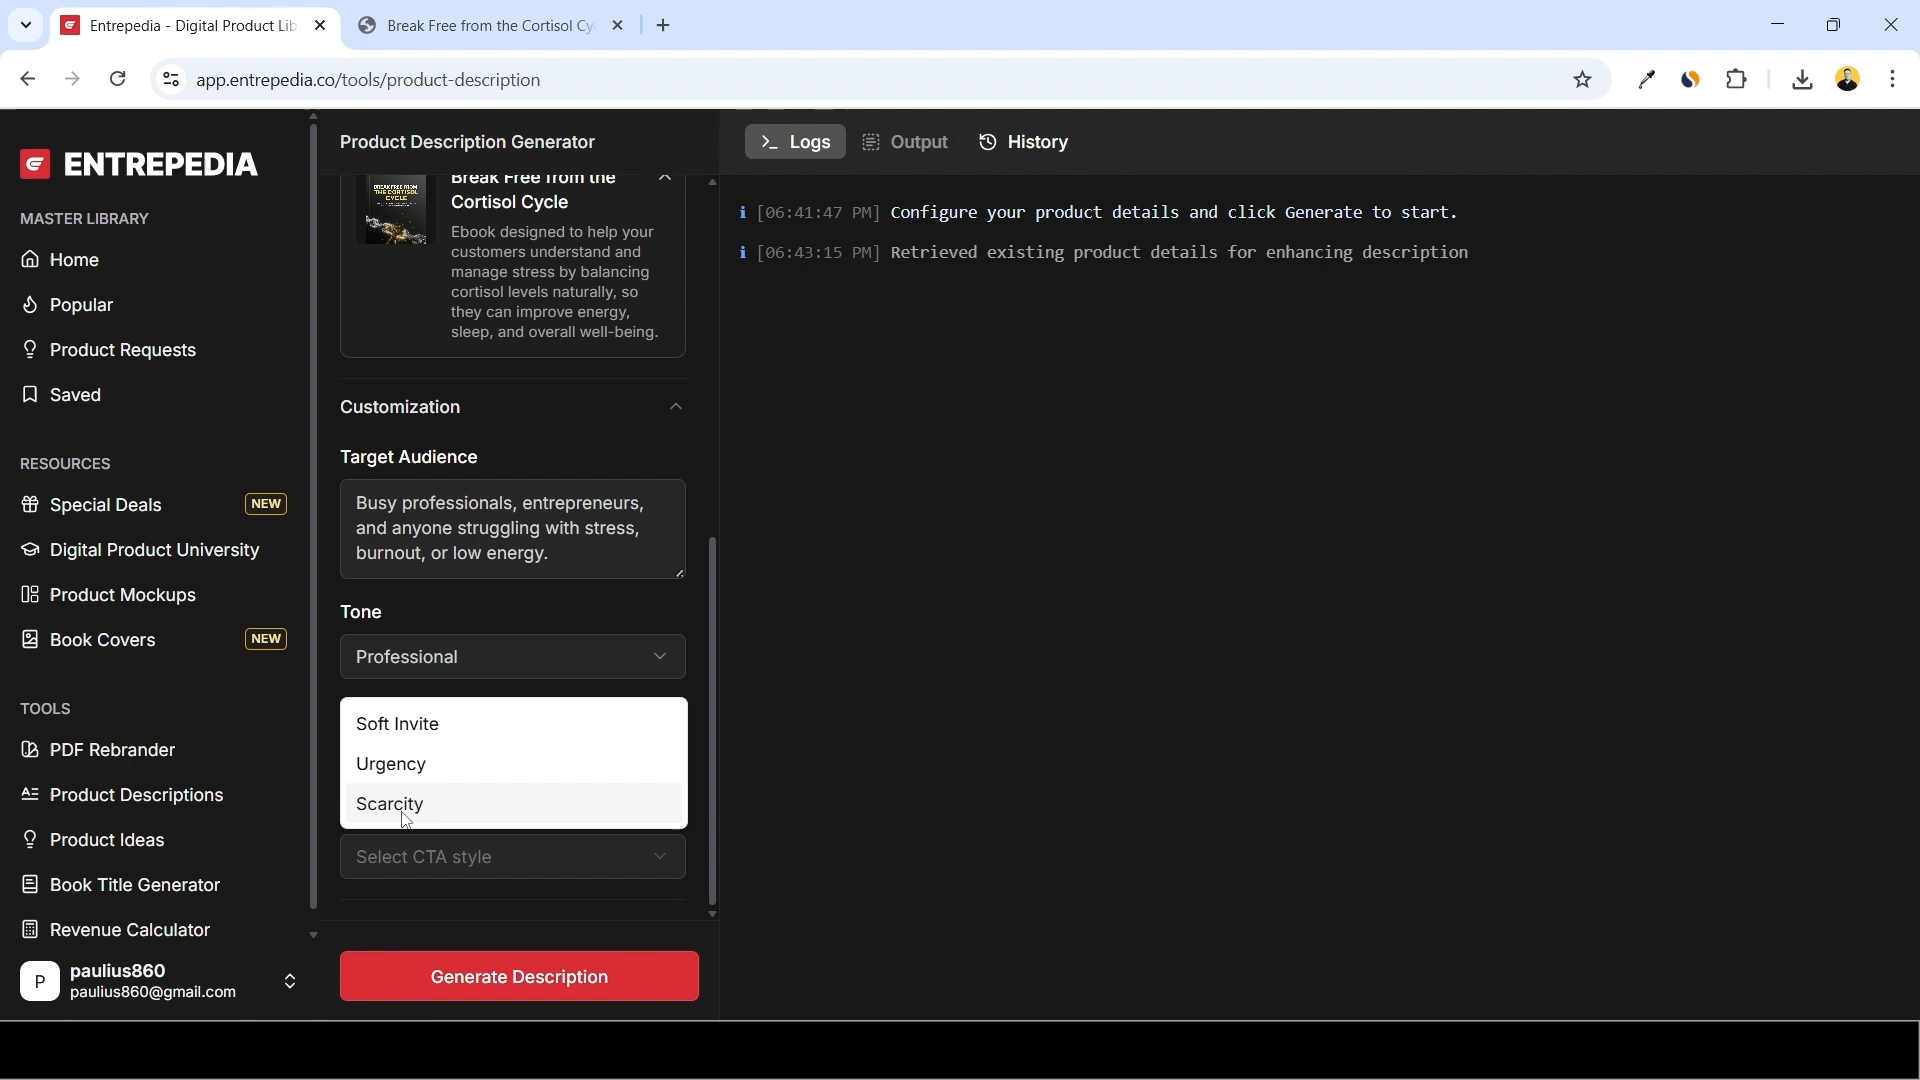 Entrepedia - Digital Product Lib
Break Free from the Cortisol Cy
app.entrepedia.co/tools/product-description
ENTREPEDIA
MASTER LIBRARY
Home
Popular
Product Requests
Saved
RESOURCES
Special Deals NEW
Digital Product University
Product Mockups
Book Covers NEW
TOOLS
PDF Rebrander
Product Descriptions
Product Ideas
Book Title Generator
Revenue Calculator
P
paulius860
paulius860@gmail.com
Product Description Generator
BREAK FREE FROM
THE CORTISOL
CYCLE
Break Free from the
Cortisol Cycle
Ebook designed to help your
customers understand and
manage stress by balancing
cortisol levels naturally, so
they can improve energy,
sleep, and overall well-being.
Customization
Target Audience
Busy professionals, entrepreneurs,
and anyone struggling with stress,
burnout, or low energy.
Tone
Professional
Soft Invite
Urgency
Scarcity
Select CTA style
Generate Description
Logs
Output
History
[06:41:47 PM] Configure your product details and click Generate to start.
[06:43:15 PM] Retrieved existing product details for enhancing description